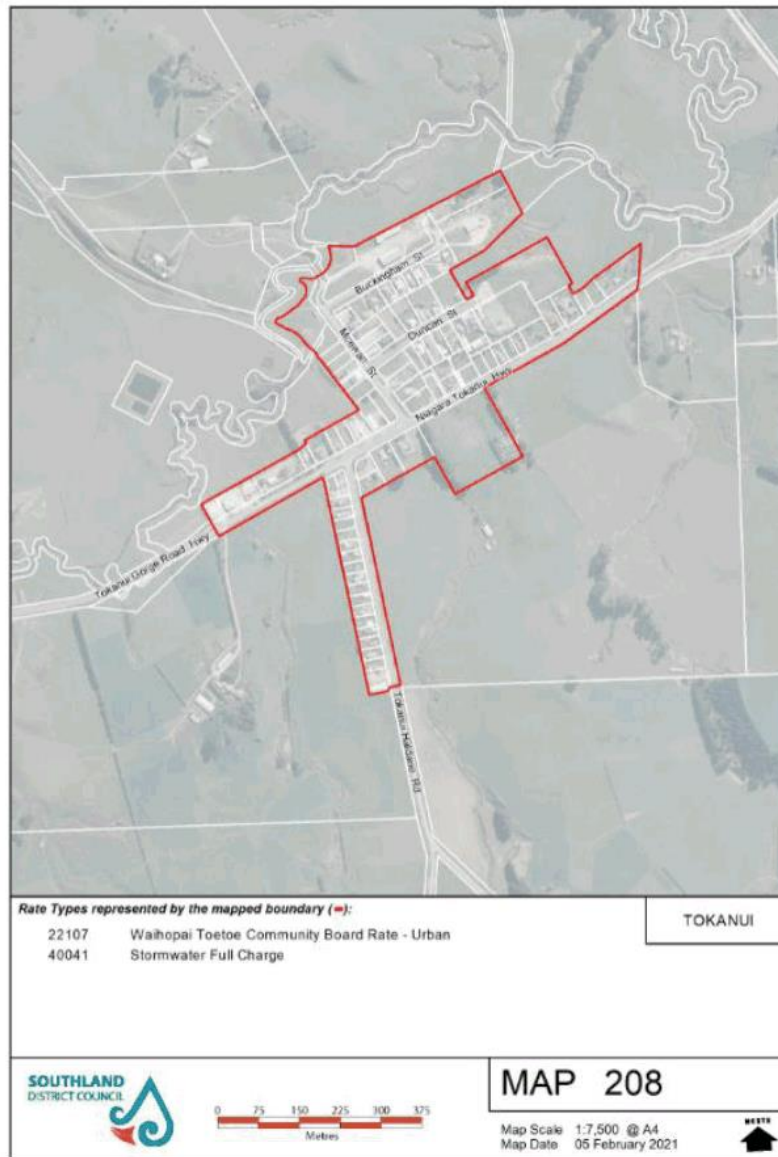 Buckingham St
Mcewan St
Duncan St
Niagara Tokanui Hwy
Tokanui Gorge Road Hwy
Tokanui Haldane Rd
Rate Types represented by the mapped boundary (━):
TOKANUI
22107 Waihopai Toetoe Community Board Rate - Urban
40041 Stormwater Full Charge
SOUTHLAND
DISTRICT COUNCIL
0 75 150 225 300 375
Metres
MAP 208
Map Scale 1:7,500 @ A4
Map Date 05 February 2021
NORTH